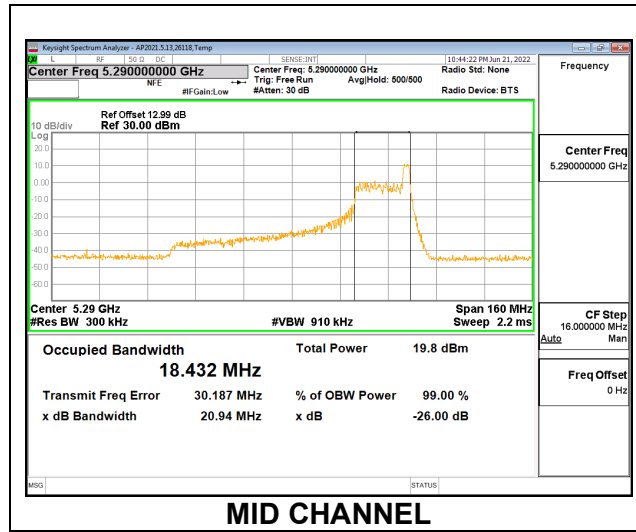 Keysight Spectrum Analyzer - AP2021.5.13,26118,Temp
LXI L RF 50 Ω DC SENSE:INT 10:44:22 PM Jun 21, 2022
Center Freq 5.290000000 GHz Center Freq: 5.290000000 GHz Radio Std: None
NFE Trig: Free Run Avg|Hold: 500/500
#IFGain:Low #Atten: 30 dB Radio Device: BTS
Ref Offset 12.99 dB
10 dB/div Ref 30.00 dBm
Log
20.0
10.0
0.00
-10.0
-20.0
-30.0
-40.0
-50.0
-60.0
Center 5.29 GHz Span 160 MHz
#Res BW 300 kHz #VBW 910 kHz Sweep 2.2 ms
Occupied Bandwidth Total Power 19.8 dBm
18.432 MHz
Transmit Freq Error 30.187 MHz % of OBW Power 99.00 %
x dB Bandwidth 20.94 MHz x dB -26.00 dB
MSG STATUS
Frequency
Center Freq
5.290000000 GHz
CF Step
16.000000 MHz
Auto Man
Freq Offset
0 Hz
MID CHANNEL